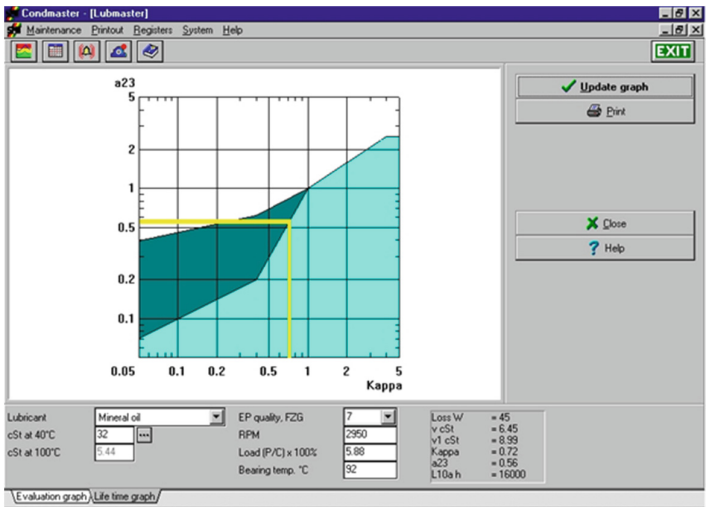 Condmaster - [Lubmaster]
Maintenance Printout Registers System Help
EXIT
a23
5
2
1
0.5
0.2
0.1
0.05 0.1 0.2 0.5 1 2 5
Kappa
Update graph
Print
Close
Help
Lubricant Mineral oil
cSt at 40°C 32 ...
cSt at 100°C 5.44
EP quality, FZG 7
RPM 2950
Load (P/C) x 100% 5.88
Bearing temp. °C 92
Loss W = 45
v cSt = 6.45
v1 cSt = 8.99
Kappa = 0.72
a23 = 0.56
L10a h = 16000
Evaluation graph Life time graph